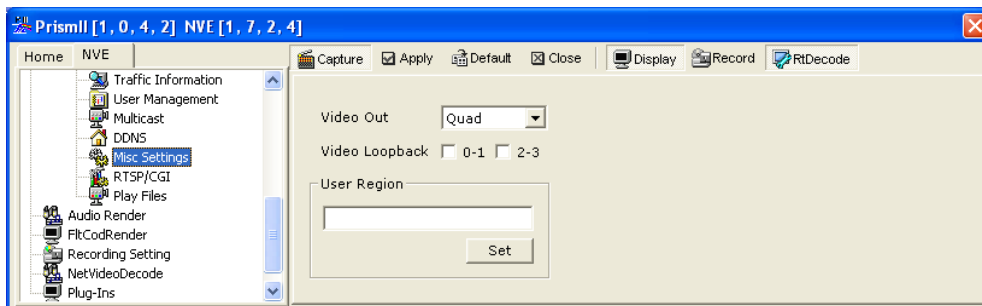 PrismII [1, 0, 4, 2] NVE [1, 7, 2, 4]
Home NVE
Capture Apply Default Close Display Record RtDecode
Traffic Information
User Management
Multicast
DDNS
Misc Settings
RTSP/CGI
Play Files
Audio Render
FltCodRender
Recording Setting
NetVideoDecode
Plug-Ins
Video Out Quad
Video Loopback 0-1 2-3
User Region
Set